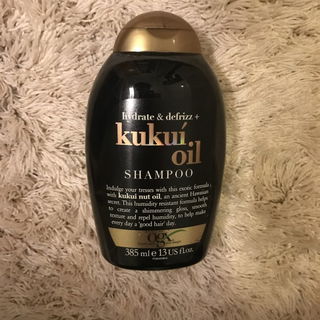 hydrate & defrizz +
kukuí
oil
SHAMPOO
Indulge your tresses with this exotic formula
with kukui nut oil, an ancient Hawaiian
secret. This humidity resistant formula helps
to create a shimmering gloss, smooth
texture and repel humidity, to help make
every day a 'good hair' day.
ogx
385 ml e 13 US fl oz.